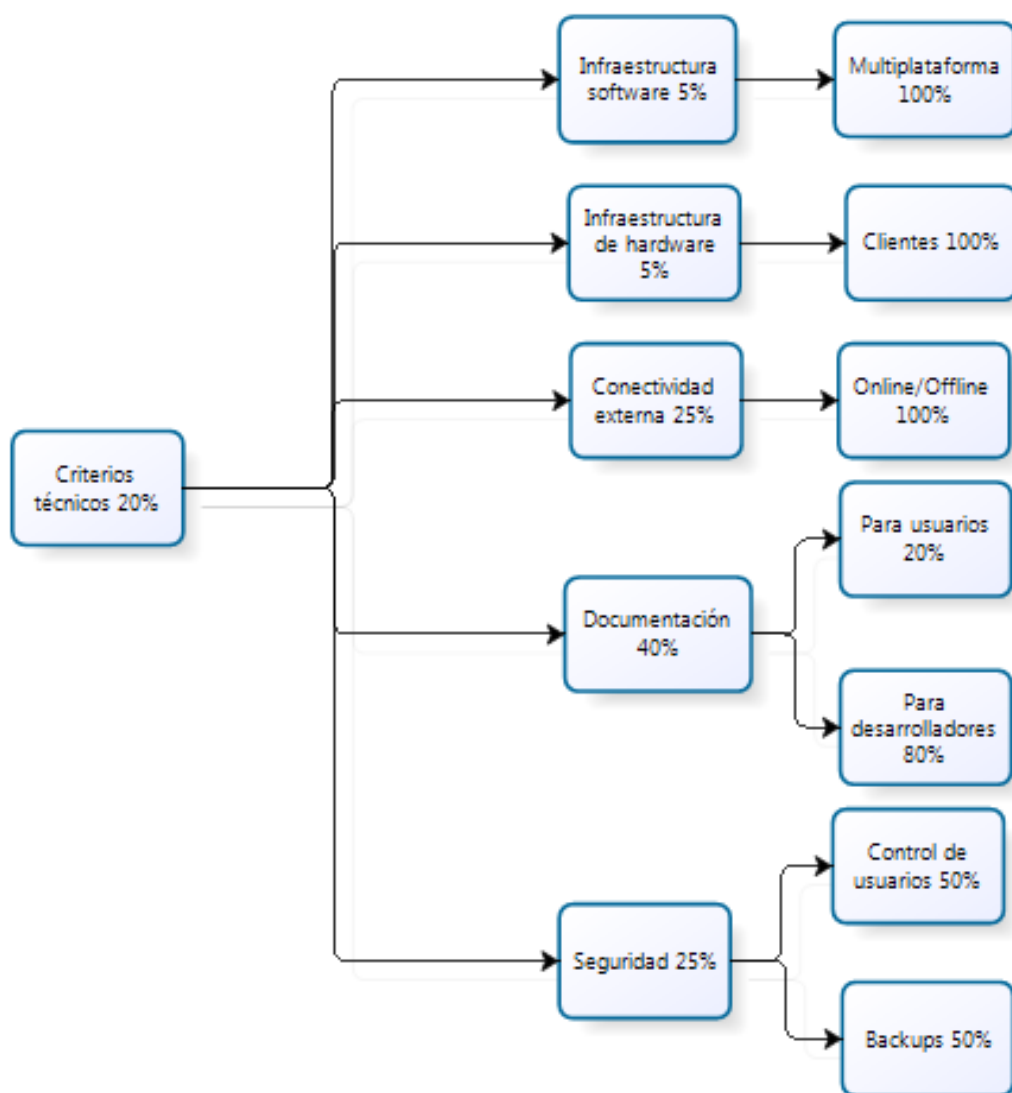 Criterios
técnicos 20%
Infraestructura
software 5%
Multiplataforma
100%
Infraestructura
de hardware
5%
Clientes 100%
Conectividad
externa 25%
Online/Offline
100%
Documentación
40%
Para usuarios
20%
Para
desarrolladores
80%
Seguridad 25%
Control de
usuarios 50%
Backups 50%